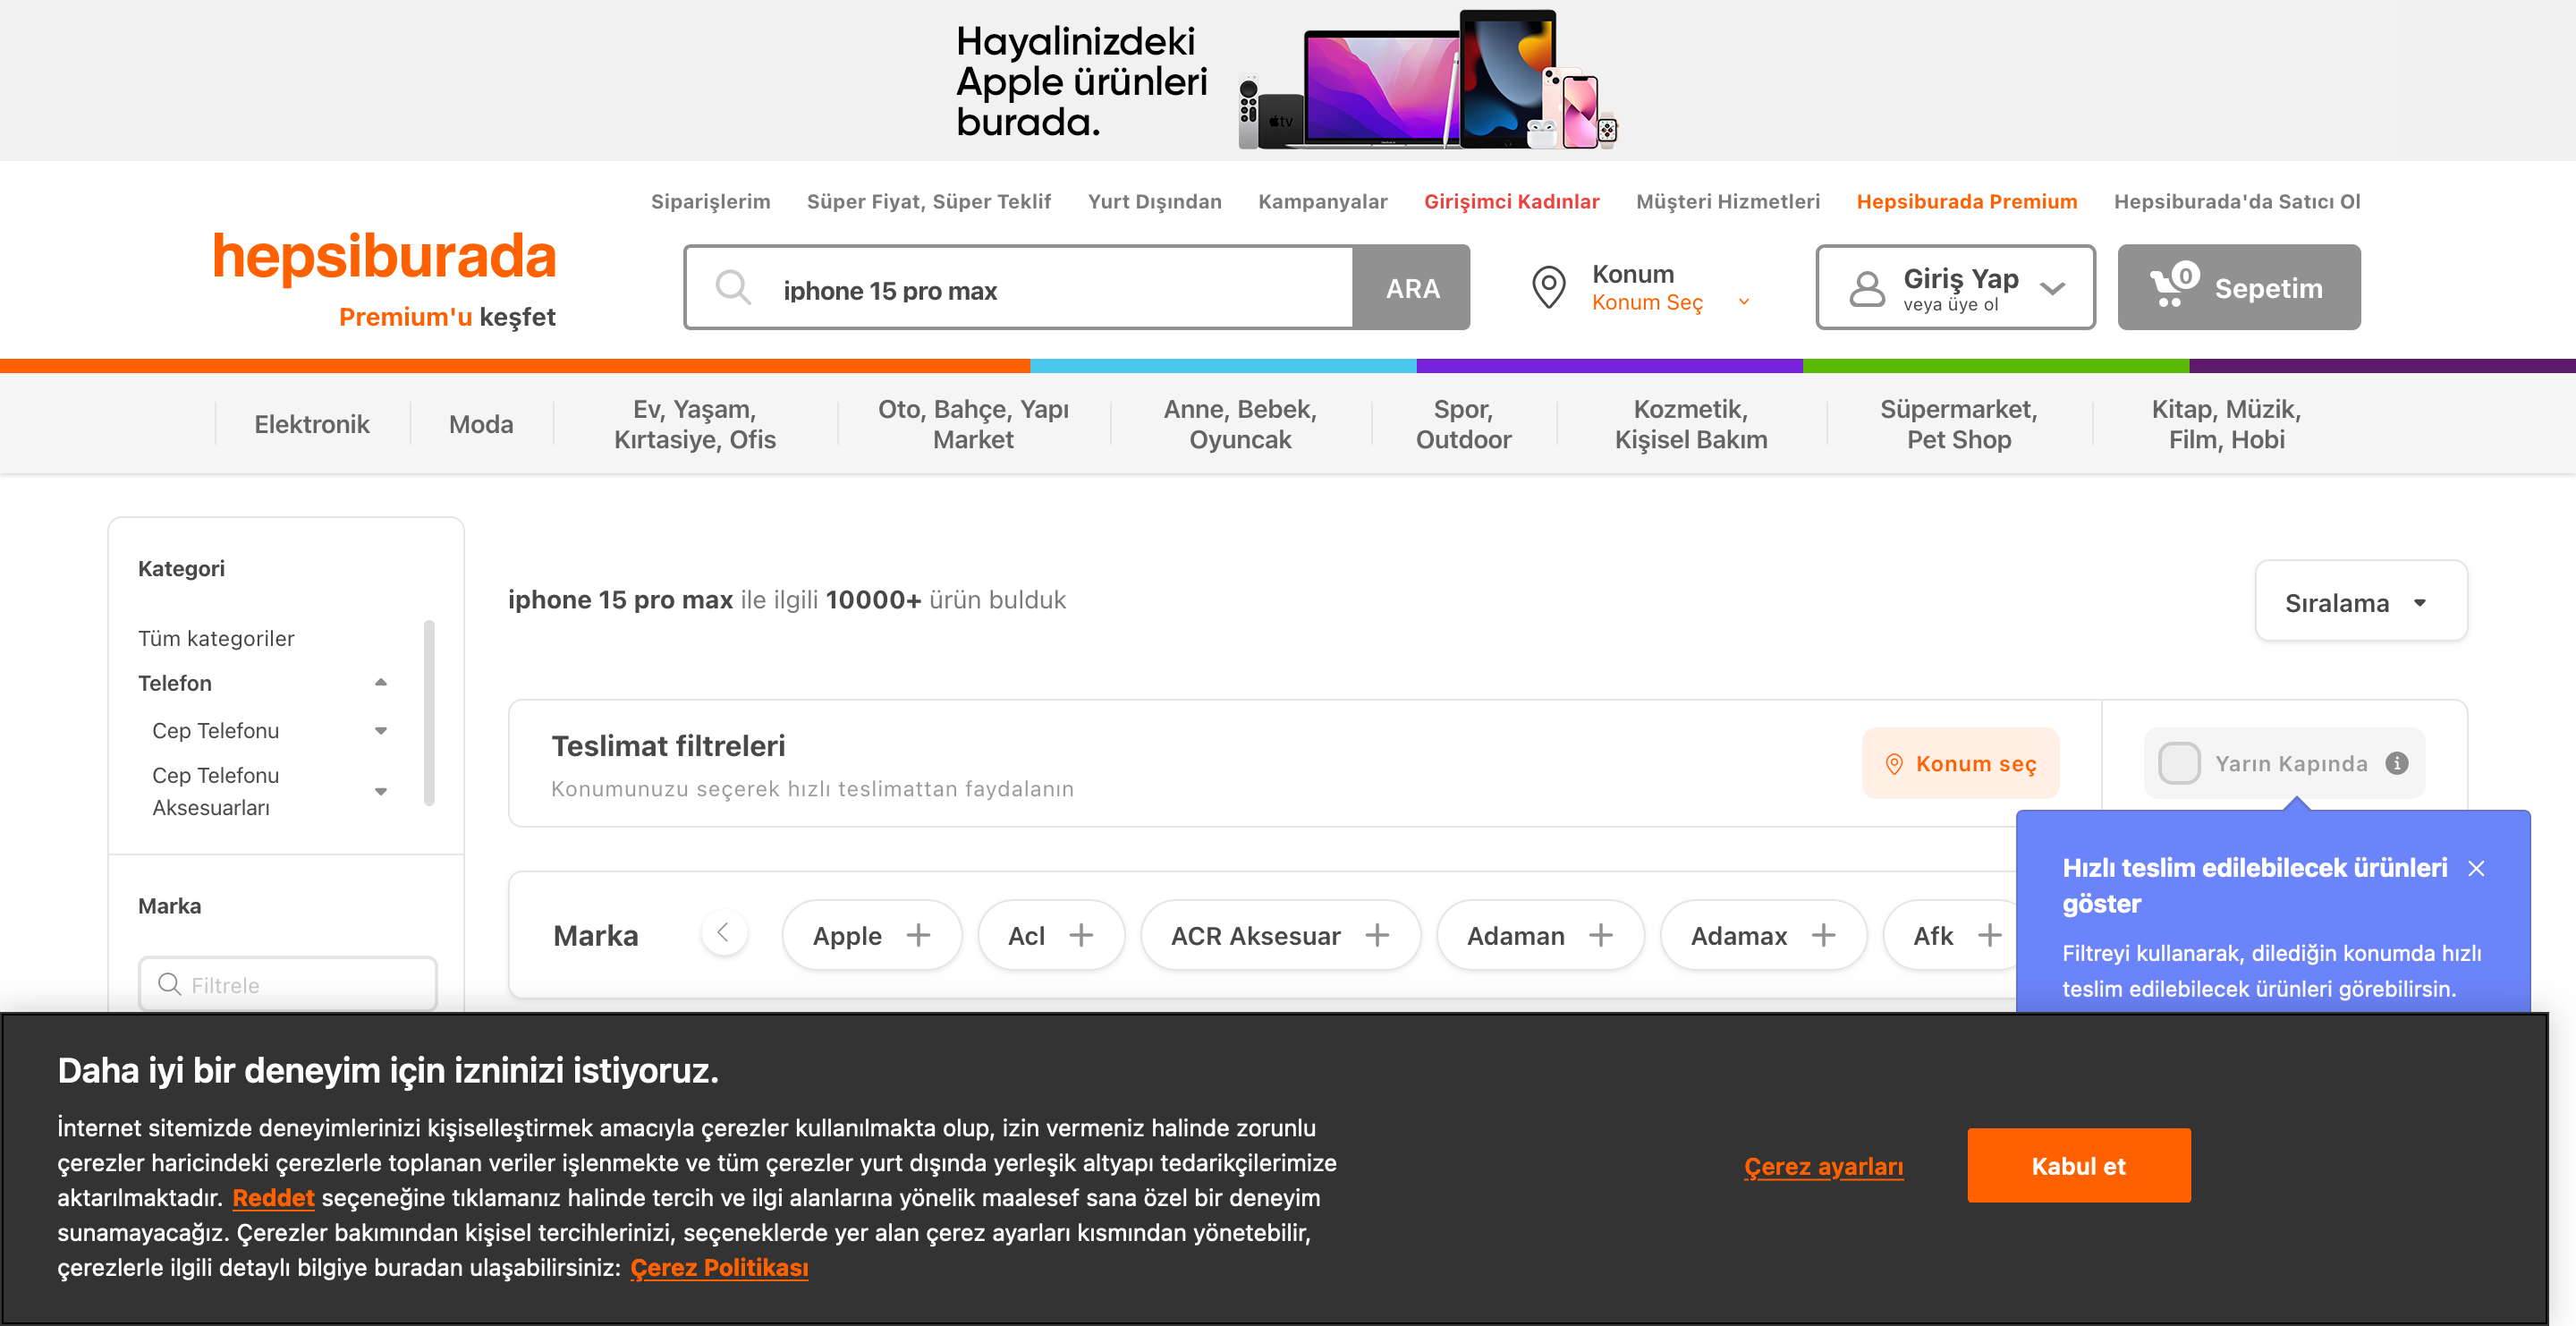 Hayalinizdeki
Apple ürünleri
burada.
tv
Siparişlerim Süper Fiyat, Süper Teklif Yurt Dışından Kampanyalar Girişimci Kadınlar Müşteri Hizmetleri Hepsiburada Premium Hepsiburada'da Satıcı Ol
hepsiburada
Premium'u keşfet
iphone 15 pro max
ARA
Konum
Konum Seç
Giriş Yap
veya üye ol
0
Sepetim
Elektronik
Moda
Ev, Yaşam,
Kırtasiye, Ofis
Oto, Bahçe, Yapı
Market
Anne, Bebek,
Oyuncak
Spor,
Outdoor
Kozmetik,
Kişisel Bakım
Süpermarket,
Pet Shop
Kitap, Müzik,
Film, Hobi
Kategori
Tüm kategoriler
Telefon
Cep Telefonu
Cep Telefonu
Aksesuarları
Marka
Filtrele
iphone 15 pro max ile ilgili 10000+ ürün bulduk
Sıralama
Teslimat filtreleri
Konumunuzu seçerek hızlı teslimattan faydalanın
Konum seç
Yarın Kapında
Marka
Apple
Acl
ACR Aksesuar
Adaman
Adamax
Afk
Hızlı teslim edilebilecek ürünleri
göster
Filtreyi kullanarak, dilediğin konumda hızlı
teslim edilebilecek ürünleri görebilirsin.
Daha iyi bir deneyim için izninizi istiyoruz.
İnternet sitemizde deneyimlerinizi kişiselleştirmek amacıyla çerezler kullanılmakta olup, izin vermeniz halinde zorunlu
çerezler haricindeki çerezlerle toplanan veriler işlenmekte ve tüm çerezler yurt dışında yerleşik altyapı tedarikçilerimize
aktarılmaktadır. Reddet seçeneğine tıklamanız halinde tercih ve ilgi alanlarına yönelik maalesef sana özel bir deneyim
sunamayacağız. Çerezler bakımından kişisel tercihlerinizi, seçeneklerde yer alan çerez ayarları kısmından yönetebilir,
çerezlerle ilgili detaylı bilgiye buradan ulaşabilirsiniz: Çerez Politikası
Çerez ayarları
Kabul et